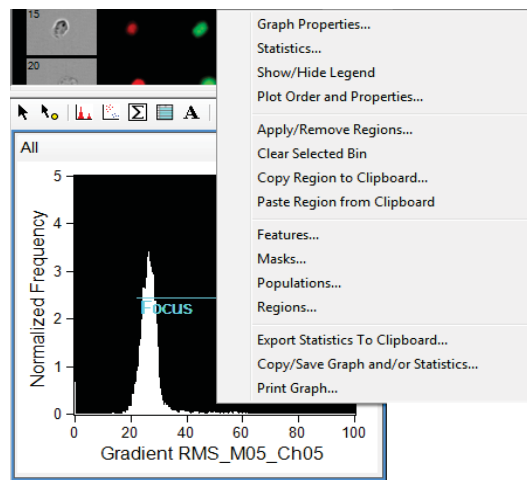 15
20
Graph Properties...
Statistics...
Show/Hide Legend
Plot Order and Properties...
Apply/Remove Regions...
Clear Selected Bin
Copy Region to Clipboard...
Paste Region from Clipboard
Features...
Masks...
Populations...
Regions...
Export Statistics To Clipboard...
Copy/Save Graph and/or Statistics...
Print Graph...
Σ A
All
Normalized Frequency
5
4
3
2
1
0
Focus
0 20 40 60 80 100
Gradient RMS_M05_Ch05